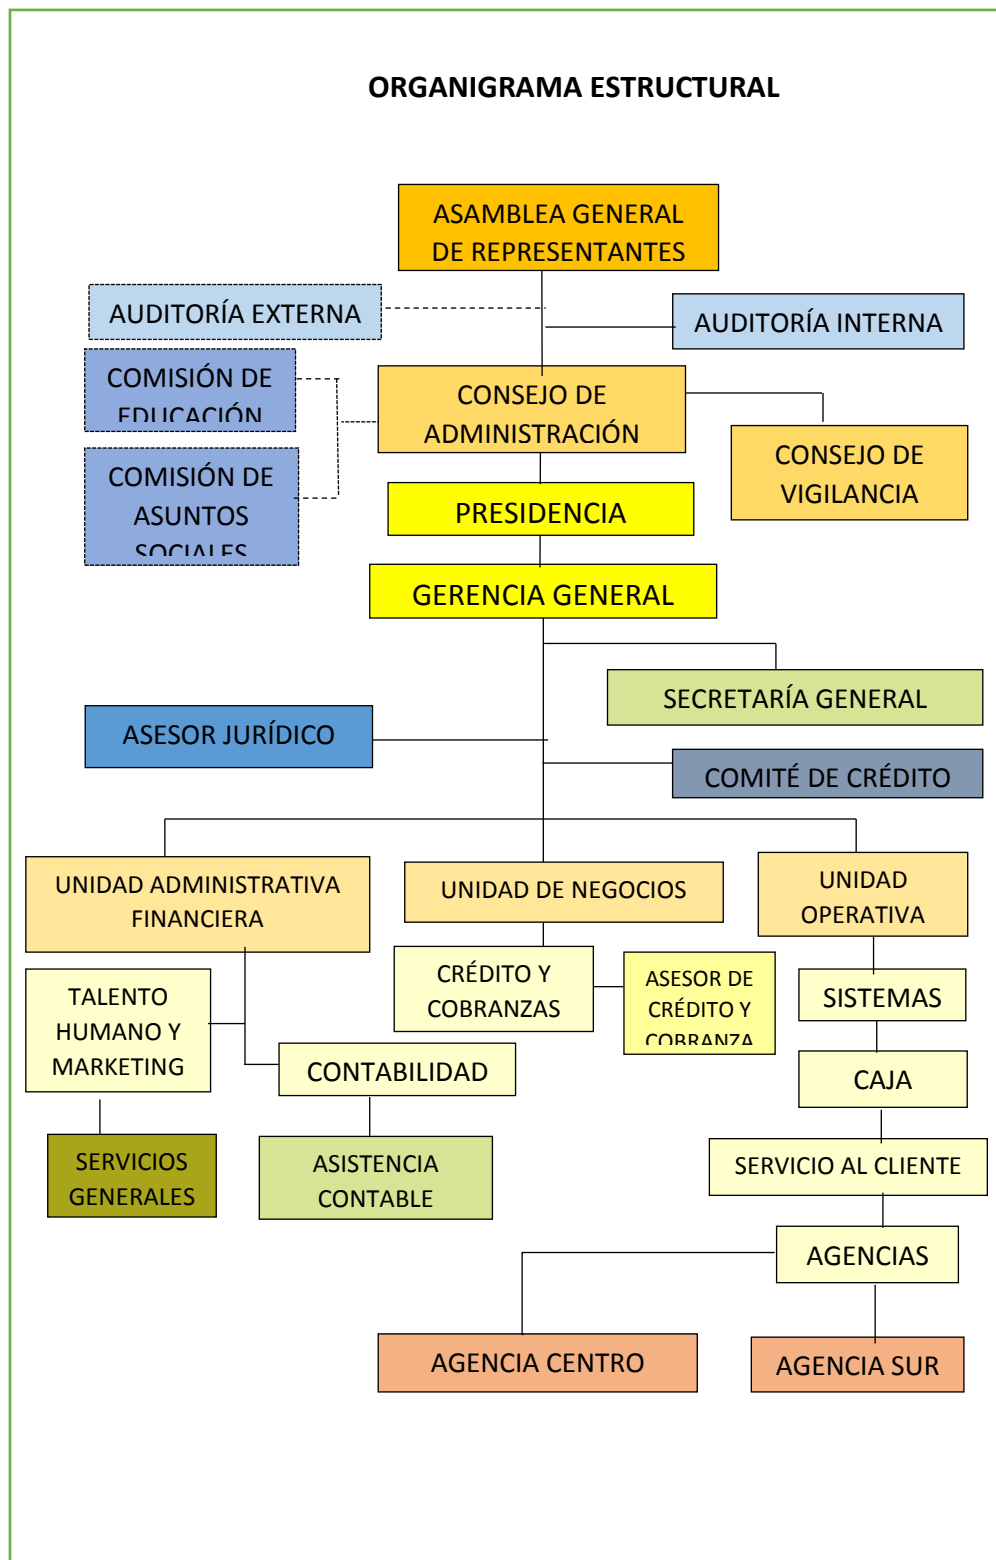 ORGANIGRAMA ESTRUCTURAL
ASAMBLEA GENERAL
DE REPRESENTANTES
AUDITORÍA EXTERNA
AUDITORÍA INTERNA
COMISIÓN DE
EDUCACIÓN
CONSEJO DE
ADMINISTRACIÓN
CONSEJO DE
VIGILANCIA
COMISIÓN DE
ASUNTOS
SOCIALES
PRESIDENCIA
GERENCIA GENERAL
SECRETARÍA GENERAL
ASESOR JURÍDICO
COMITÉ DE CRÉDITO
UNIDAD ADMINISTRATIVA
FINANCIERA
UNIDAD DE NEGOCIOS
UNIDAD
OPERATIVA
TALENTO
HUMANO Y
MARKETING
CRÉDITO Y
COBRANZAS
ASESOR DE
CRÉDITO Y
COBRANZA
SISTEMAS
CONTABILIDAD
CAJA
SERVICIOS
GENERALES
ASISTENCIA
CONTABLE
SERVICIO AL CLIENTE
AGENCIAS
AGENCIA CENTRO
AGENCIA SUR